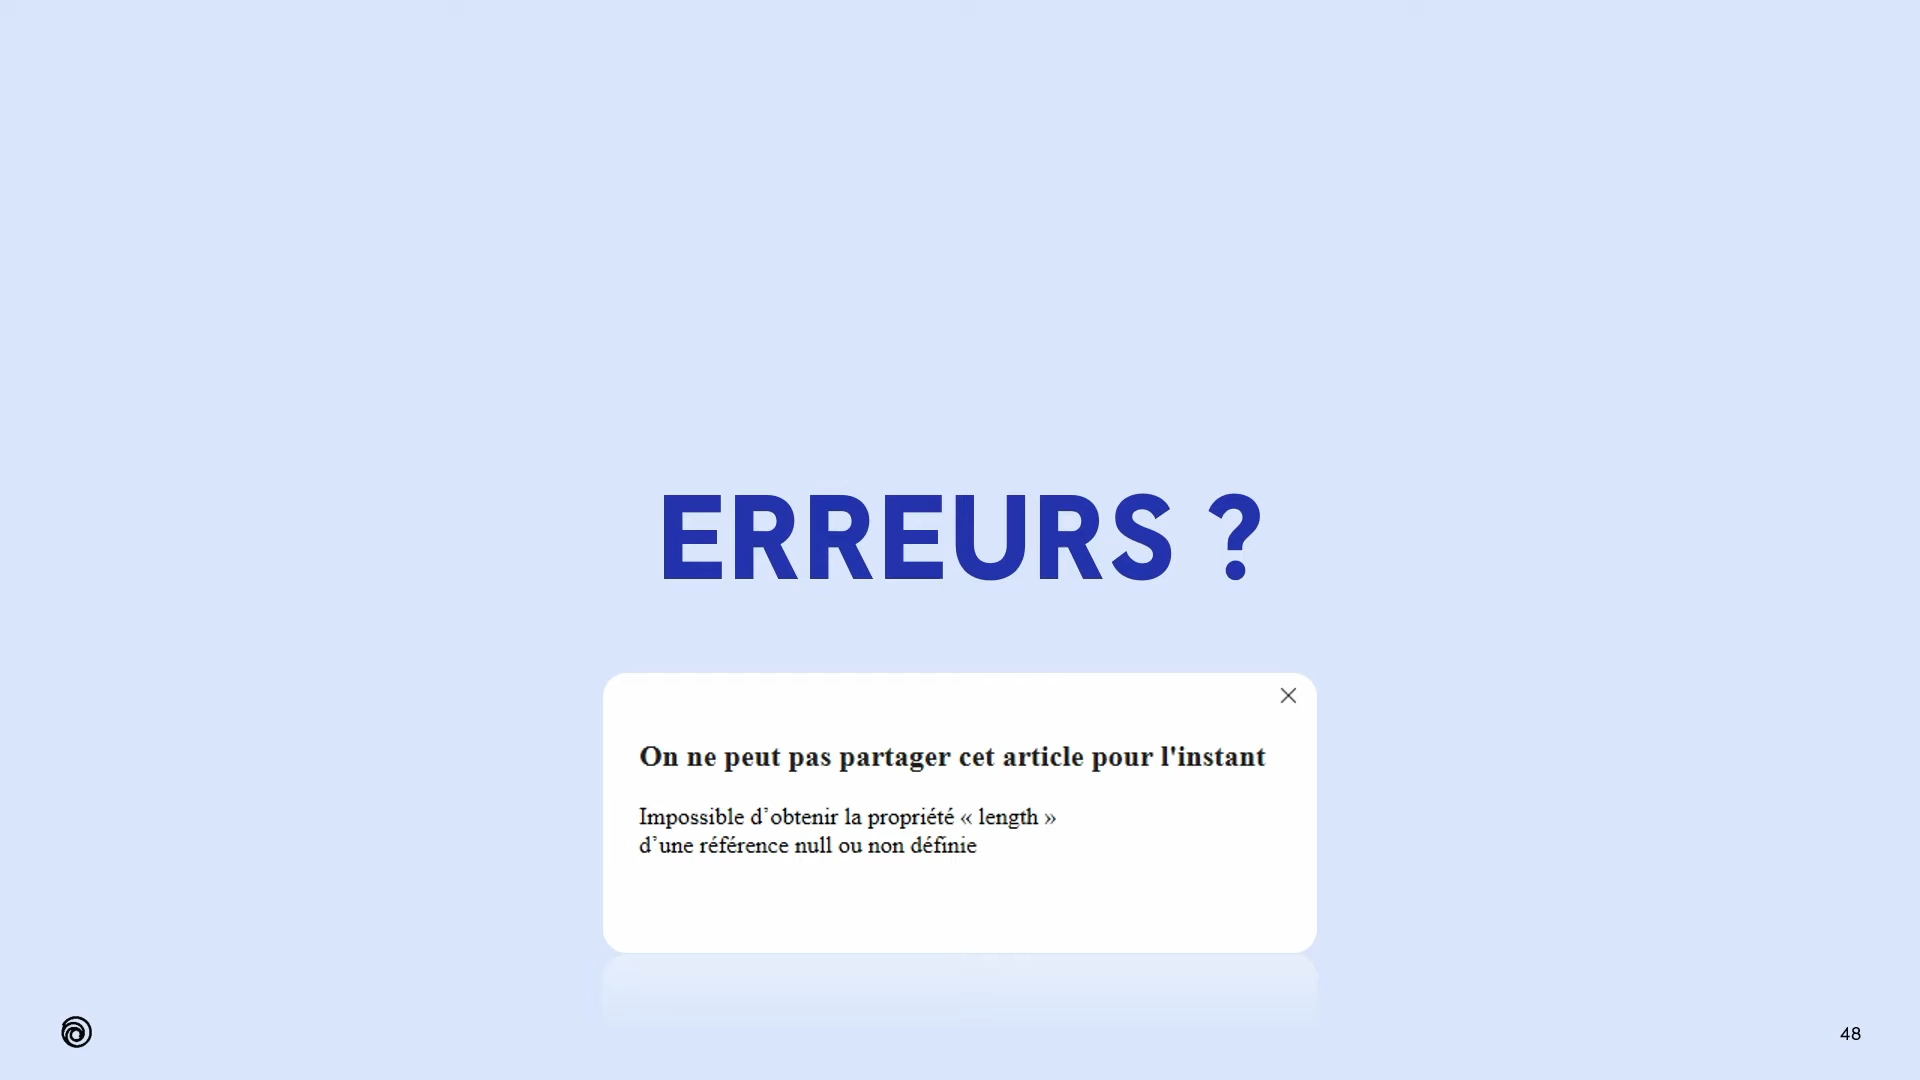 ERREURS ?
On ne peut pas partager cet article pour l'instant
Impossible d’obtenir la propriété « length »
d’une référence null ou non définie
48